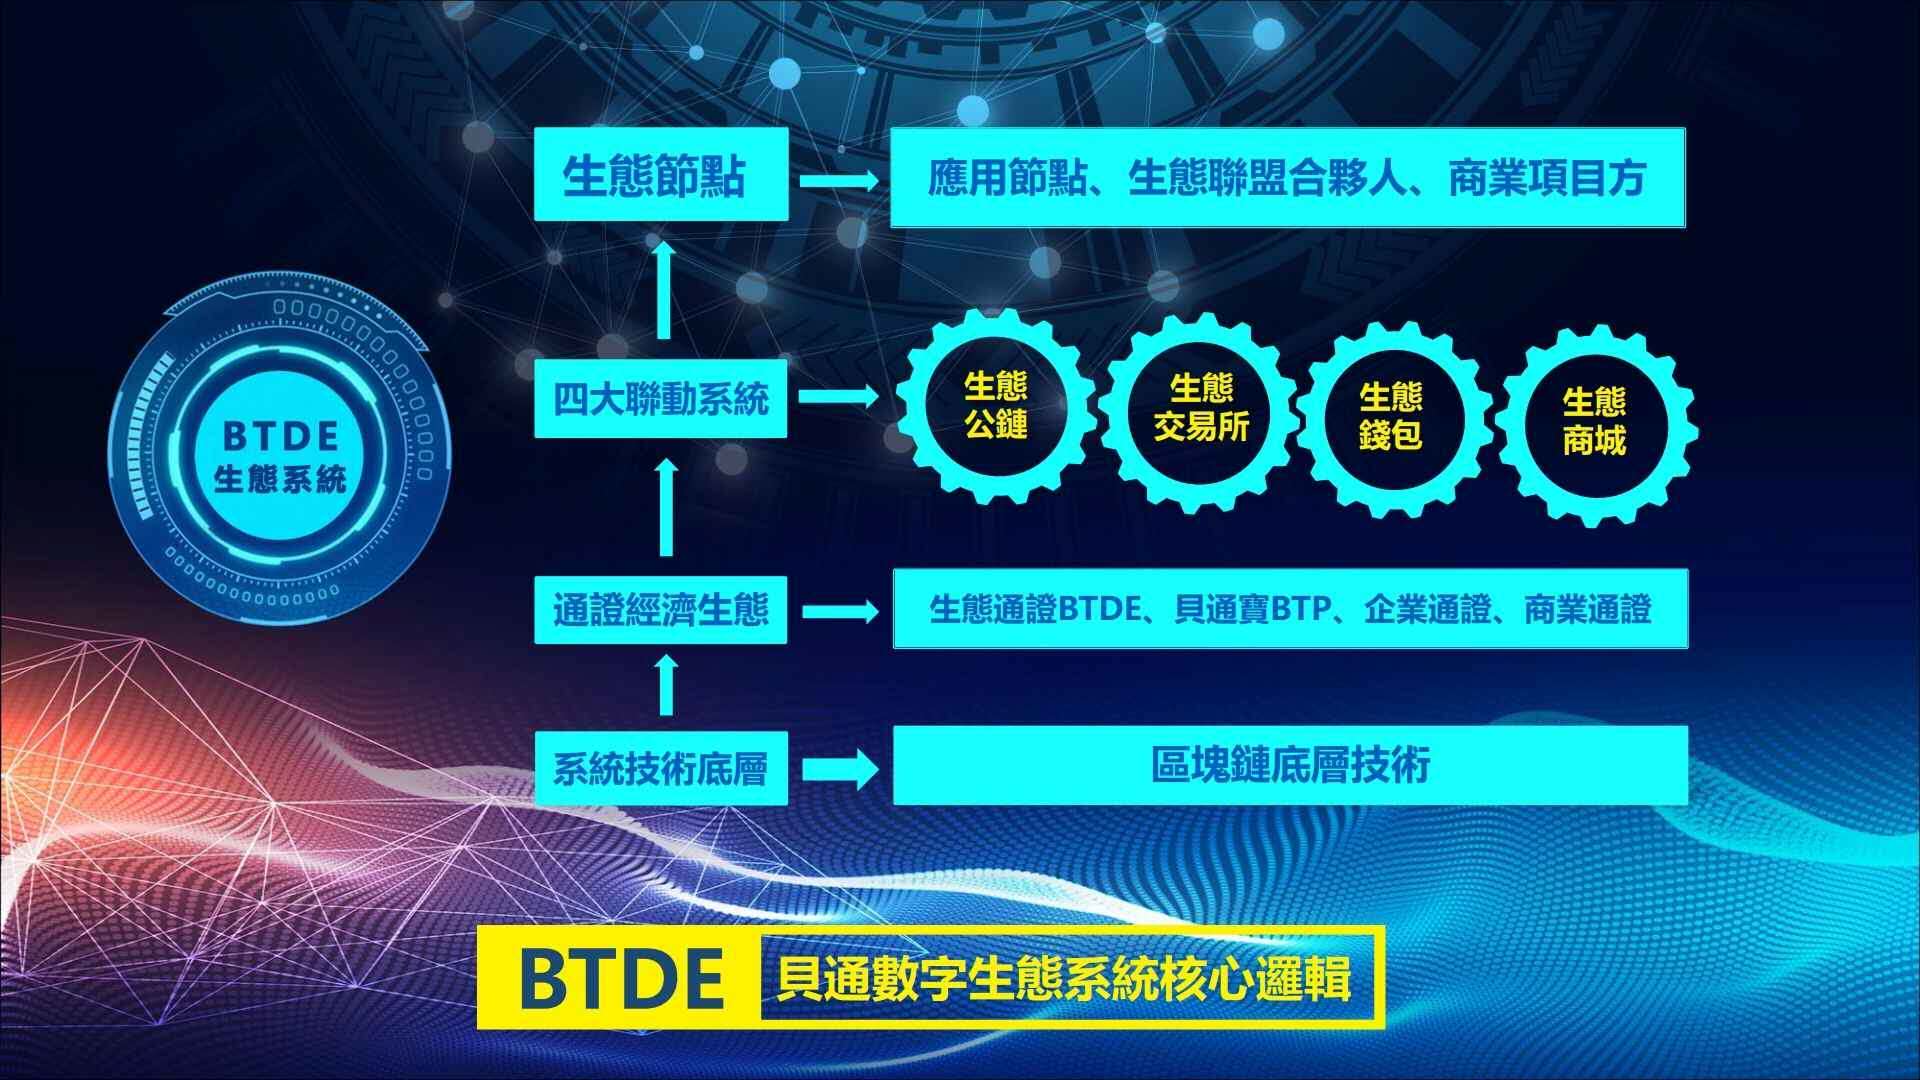 生態節點
應用節點、生態聯盟合夥人、商業項目方
BTDE
生態系統
四大聯動系統
生態
公鏈
生態
交易所
生態
錢包
生態
商城
通證經濟生態
生態通證BTDE、貝通寶BTP、企業通證、商業通證
系統技術底層
區塊鏈底層技術
BTDE
貝通數字生態系統核心邏輯